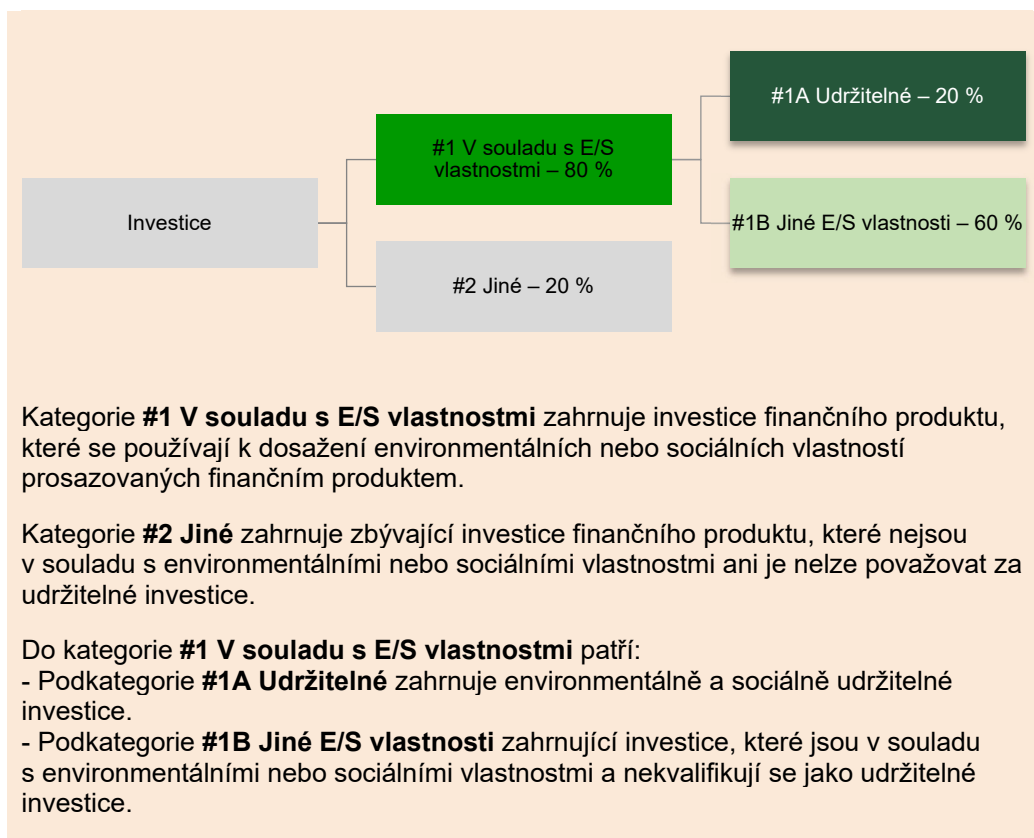 #1A Udržitelné – 20 %
#1 V souladu s E/S
vlastnostmi – 80 %
Investice
#1B Jiné E/S vlastnosti – 60 %
#2 Jiné – 20 %
Kategorie #1 V souladu s E/S vlastnostmi zahrnuje investice finančního produktu,
které se používají k dosažení environmentálních nebo sociálních vlastností
prosazovaných finančním produktem.
Kategorie #2 Jiné zahrnuje zbývající investice finančního produktu, které nejsou
v souladu s environmentálními nebo sociálními vlastnostmi ani je nelze považovat za
udržitelné investice.
Do kategorie #1 V souladu s E/S vlastnostmi patří:
- Podkategorie #1A Udržitelné zahrnuje environmentálně a sociálně udržitelné
investice.
- Podkategorie #1B Jiné E/S vlastnosti zahrnující investice, které jsou v souladu
s environmentálními nebo sociálními vlastnostmi a nekvalifikují se jako udržitelné
investice.